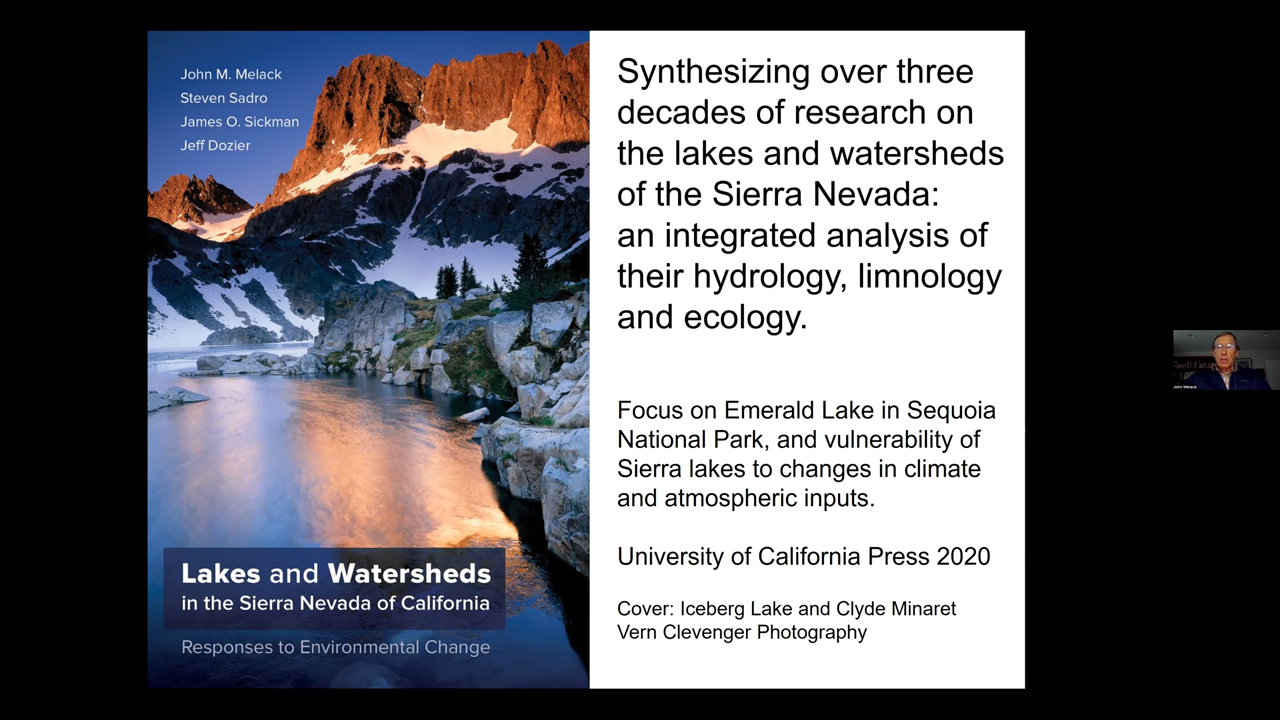 John M. Melack
Steven Sadro
James O. Sickman
Jeff Dozier
Lakes and Watersheds
in the Sierra Nevada of California
Responses to Environmental Change
Synthesizing over three
decades of research on
the lakes and watersheds
of the Sierra Nevada:
an integrated analysis of
their hydrology, limnology
and ecology.
Focus on Emerald Lake in Sequoia
National Park, and vulnerability of
Sierra lakes to changes in climate
and atmospheric inputs.
University of California Press 2020
Cover: Iceberg Lake and Clyde Minaret
Vern Clevenger Photography
John Melack